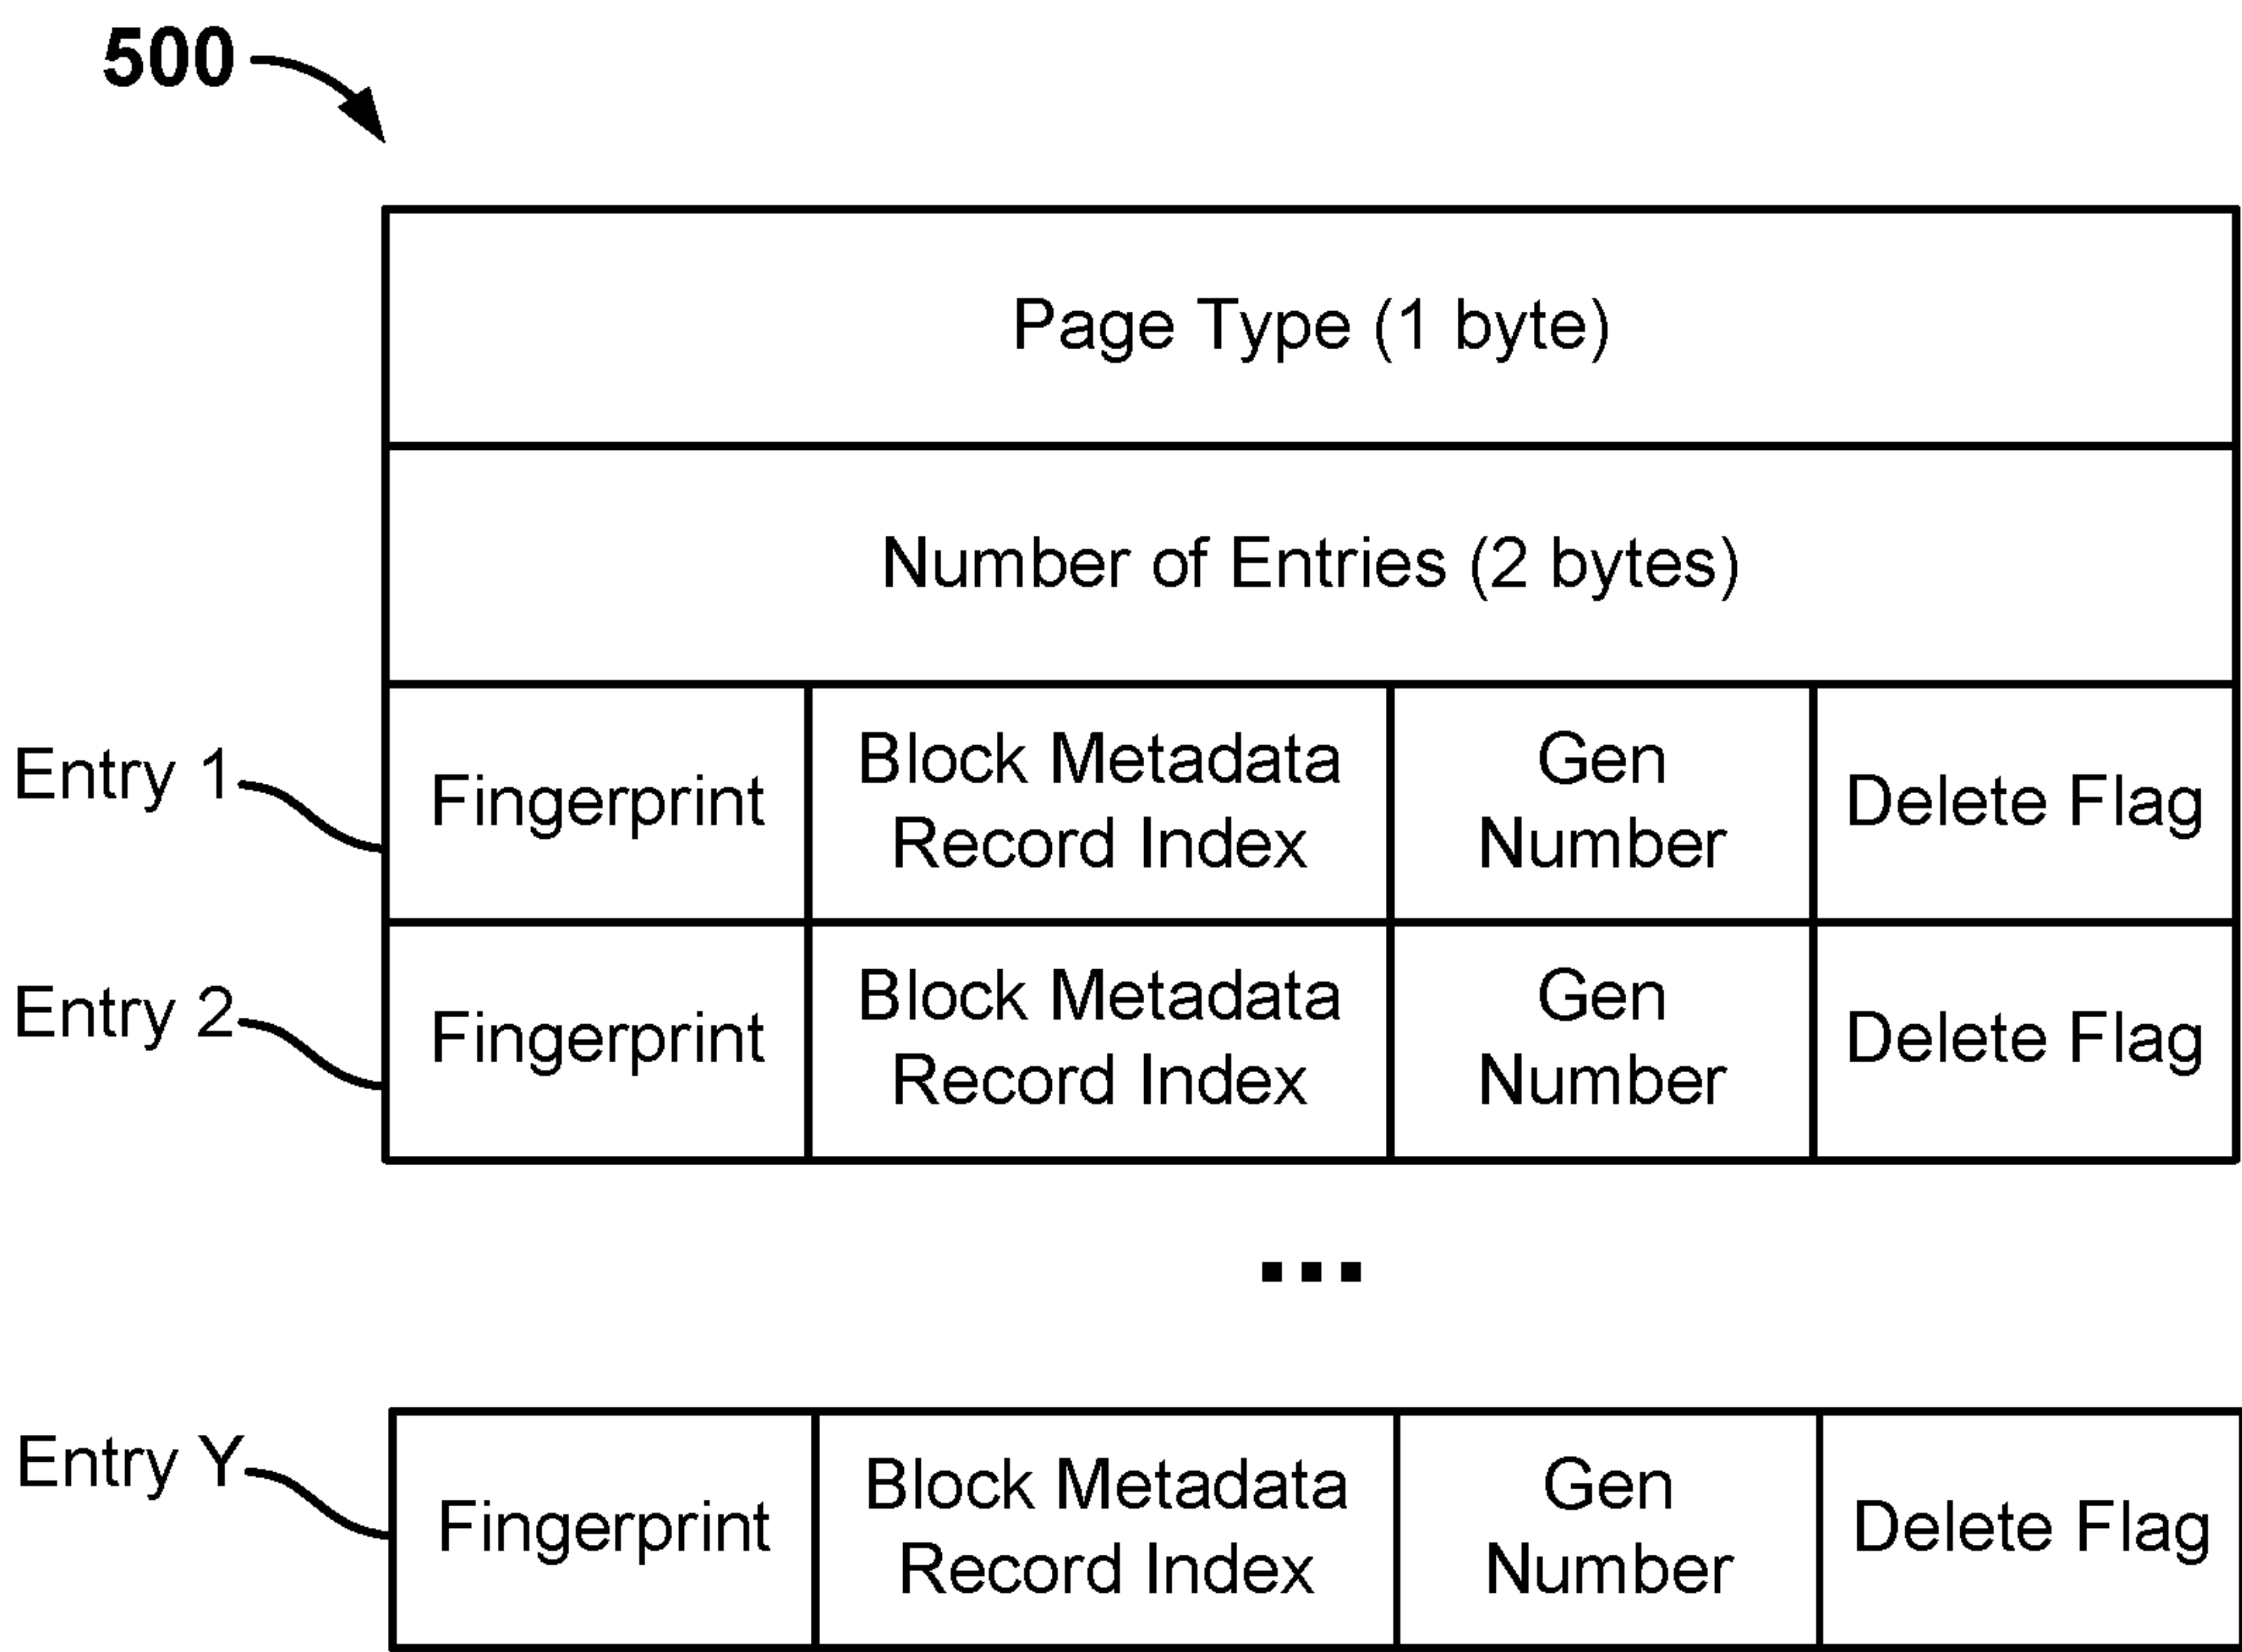 500
Page Type (1 byte)
Number of Entries (2 bytes)
Entry 1
Fingerprint
Block Metadata
Record Index
Gen
Number
Delete Flag
Entry 2
Fingerprint
Block Metadata
Record Index
Gen
Number
Delete Flag
...
Entry Y
Fingerprint
Block Metadata
Record Index
Gen
Number
Delete Flag